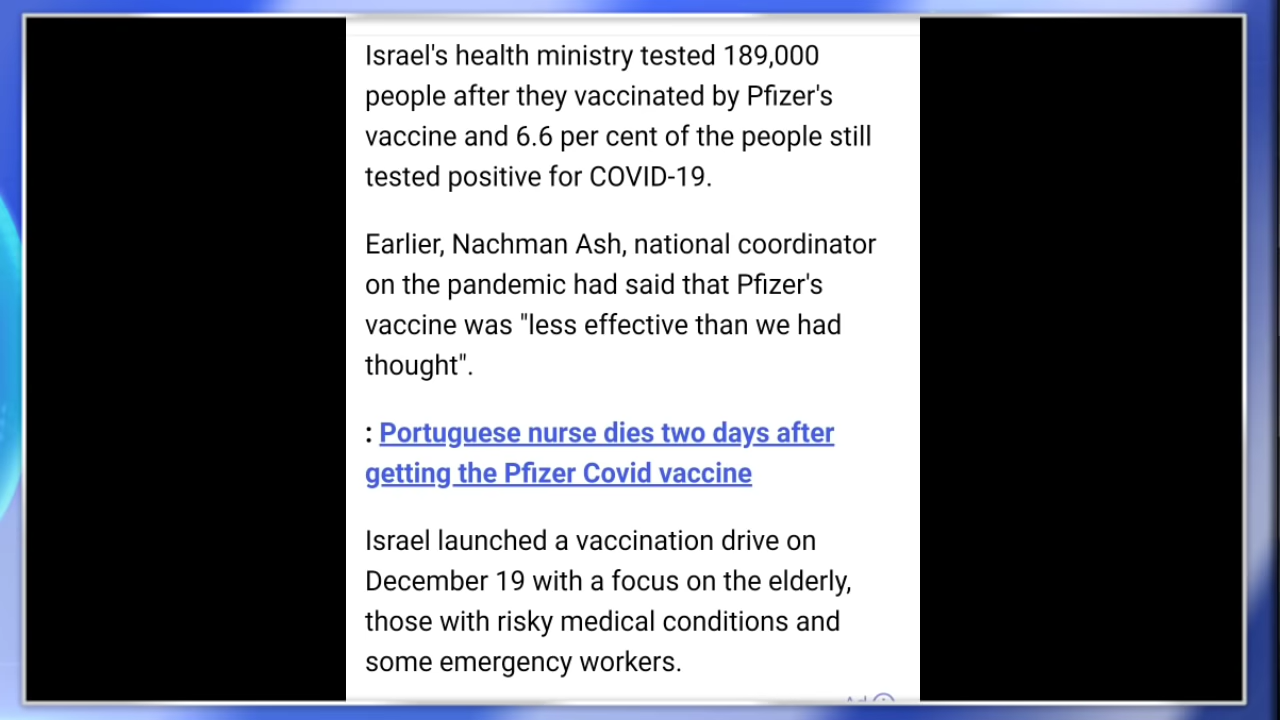 Israel's health ministry tested 189,000
people after they vaccinated by Pfizer's
vaccine and 6.6 per cent of the people still
tested positive for COVID-19.
Earlier, Nachman Ash, national coordinator
on the pandemic had said that Pfizer's
vaccine was "less effective than we had
thought".
: Portuguese nurse dies two days after
getting the Pfizer Covid vaccine
Israel launched a vaccination drive on
December 19 with a focus on the elderly,
those with risky medical conditions and
some emergency workers.
Ad